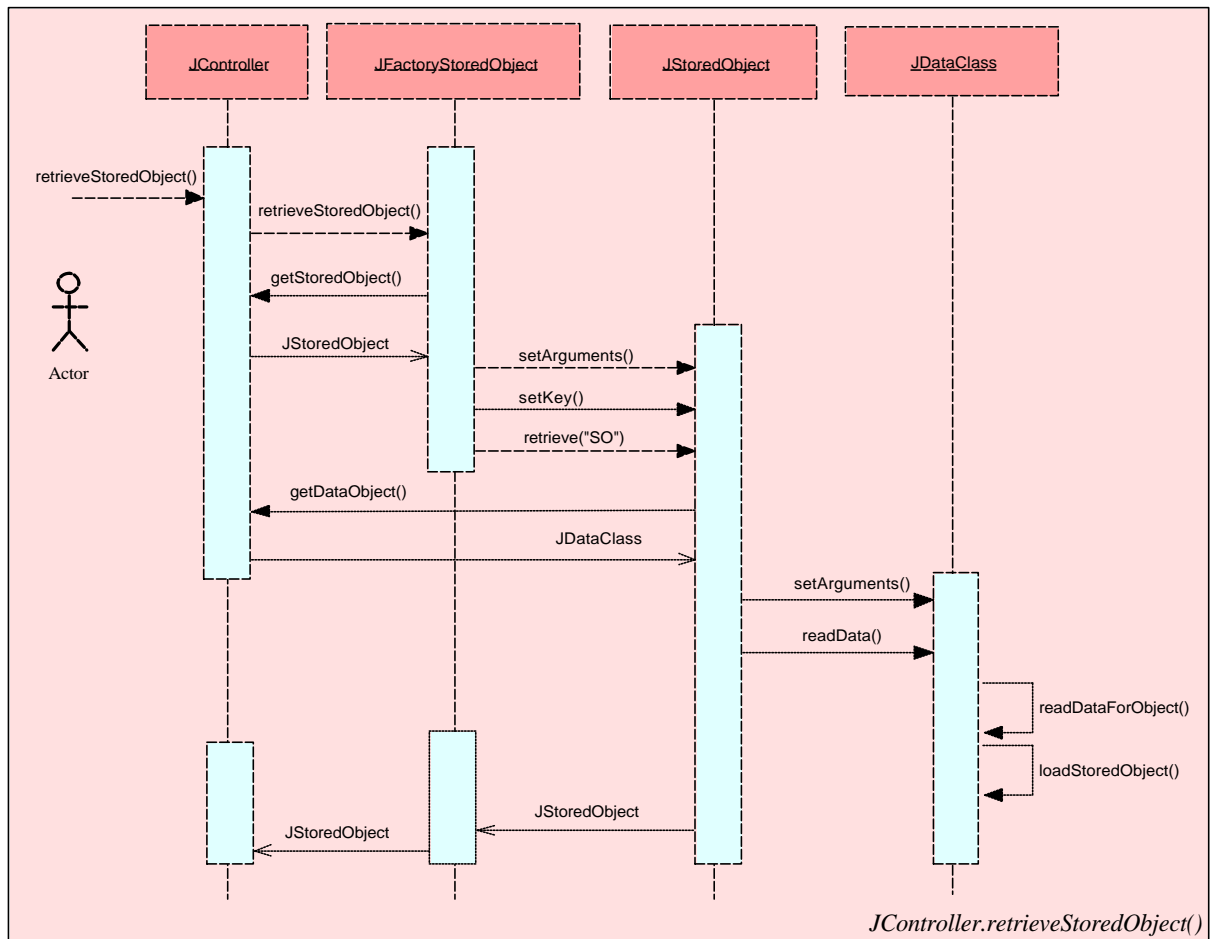 JController
JFactoryStoredObject
JStoredObject
JDataClass
retrieveStoredObject()
retrieveStoredObject()
getStoredObject()
JStoredObject
setArguments()
Actor
setKey()
retrieve("SO")
getDataObject()
JDataClass
setArguments()
readData()
readDataForObject()
loadStoredObject()
JStoredObject
JStoredObject
JController.retrieveStoredObject()